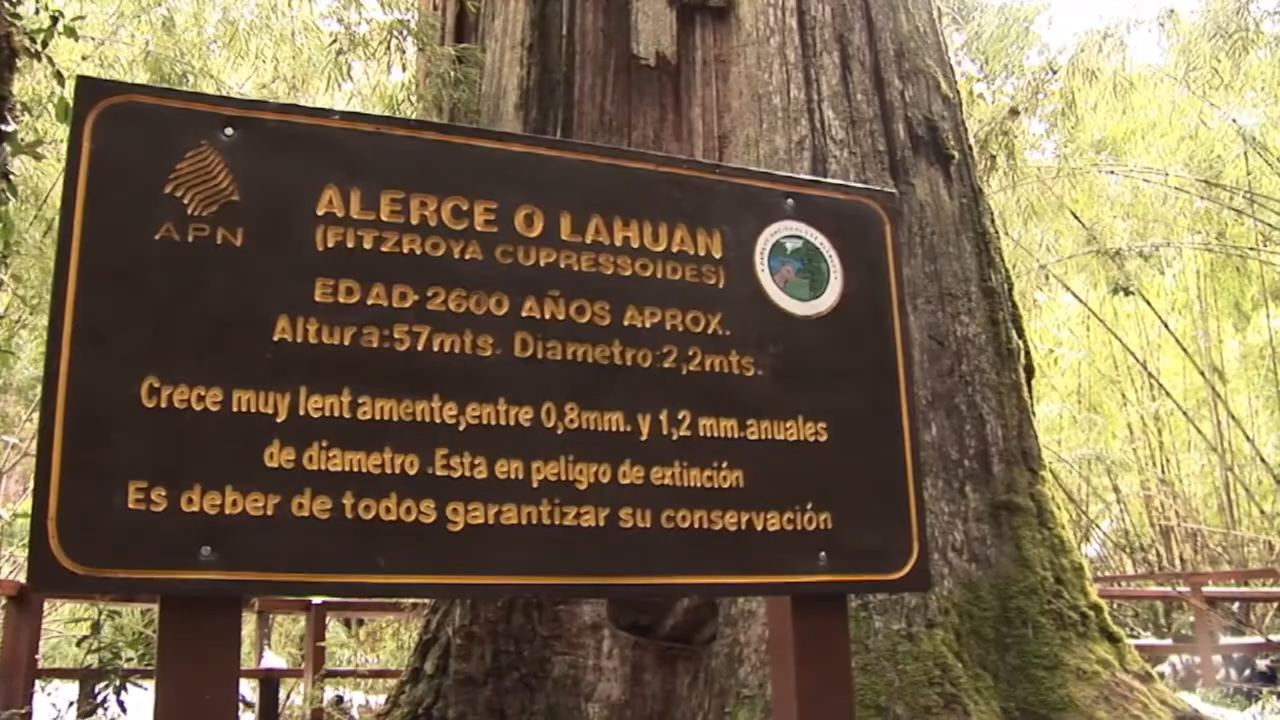 APN
ALERCE O LAHUAN
(FITZROYA CUPRESSOIDES)
EDAD-2600 AÑOS APROX.
Altura:57mts. Diametro:2,2mts.
Crece muy lentamente,entre 0,8mm. y 1,2 mm.anuales
de diametro .Esta en peligro de extinción
Es deber de todos garantizar su conservación